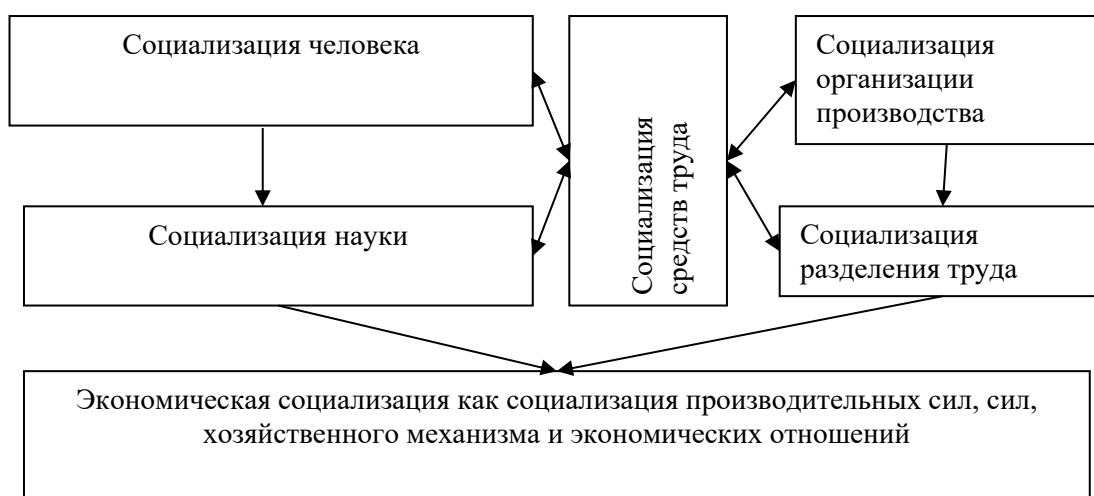 Социализация человека
Социализация науки
Социализация
средств труда
Социализация
организации
производства
Социализация
разделения труда
Экономическая социализация как социализация производительных сил, сил,
хозяйственного механизма и экономических отношений